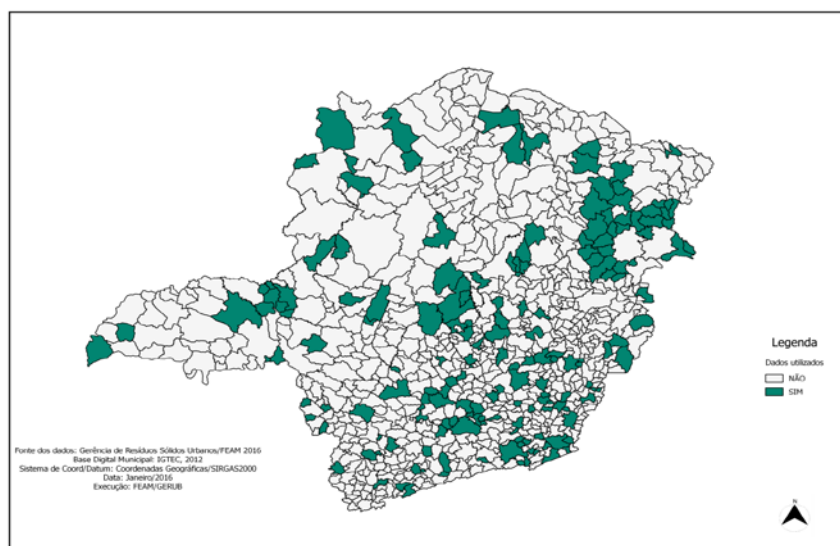 Legenda
Dados utilizados
NÃO
SIM
Fonte dos dados: Gerência de Resíduos Sólidos Urbanos/FEAM 2016
Base Digital Municipal: IGTEC, 2012
Sistema de Coord/Datum: Coordenadas Geográficas/SIRGAS2000
Data: Janeiro/2016
Execução: FEAM/GERUB
N